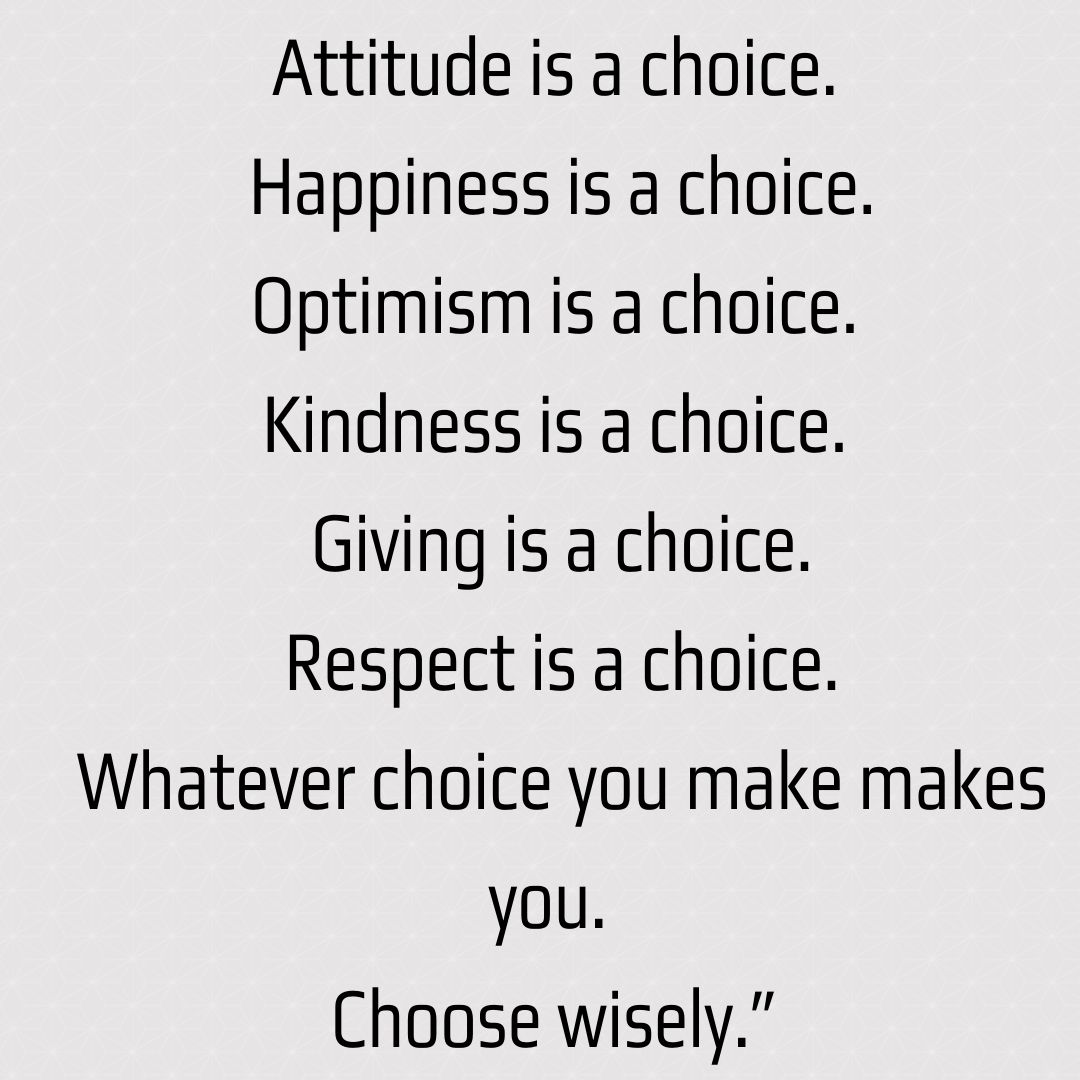 Attitude is a choice.
Happiness is a choice.
Optimism is a choice.
Kindness is a choice.
Giving is a choice.
Respect is a choice.
Whatever choice you make makes
you.
Choose wisely.”